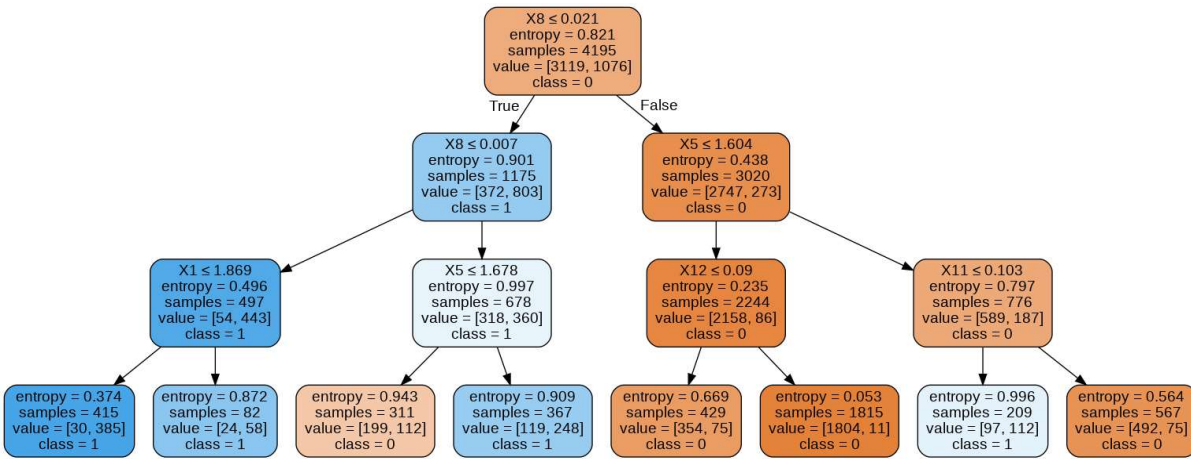 X8 ≤ 0.021
entropy = 0.821
samples = 4195
value = [3119, 1076]
class = 0
True
False
X8 ≤ 0.007
entropy = 0.901
samples = 1175
value = [372, 803]
class = 1
X5 ≤ 1.604
entropy = 0.438
samples = 3020
value = [2747, 273]
class = 0
X1 ≤ 1.869
entropy = 0.496
samples = 497
value = [54, 443]
class = 1
X5 ≤ 1.678
entropy = 0.997
samples = 678
value = [318, 360]
class = 1
X12 ≤ 0.09
entropy = 0.235
samples = 2244
value = [2158, 86]
class = 0
X11 ≤ 0.103
entropy = 0.797
samples = 776
value = [589, 187]
class = 0
entropy = 0.374
samples = 415
value = [30, 385]
class = 1
entropy = 0.872
samples = 82
value = [24, 58]
class = 1
entropy = 0.943
samples = 311
value = [199, 112]
class = 0
entropy = 0.909
samples = 367
value = [119, 248]
class = 1
entropy = 0.669
samples = 429
value = [354, 75]
class = 0
entropy = 0.053
samples = 1815
value = [1804, 11]
class = 0
entropy = 0.996
samples = 209
value = [97, 112]
class = 1
entropy = 0.564
samples = 567
value = [492, 75]
class = 0